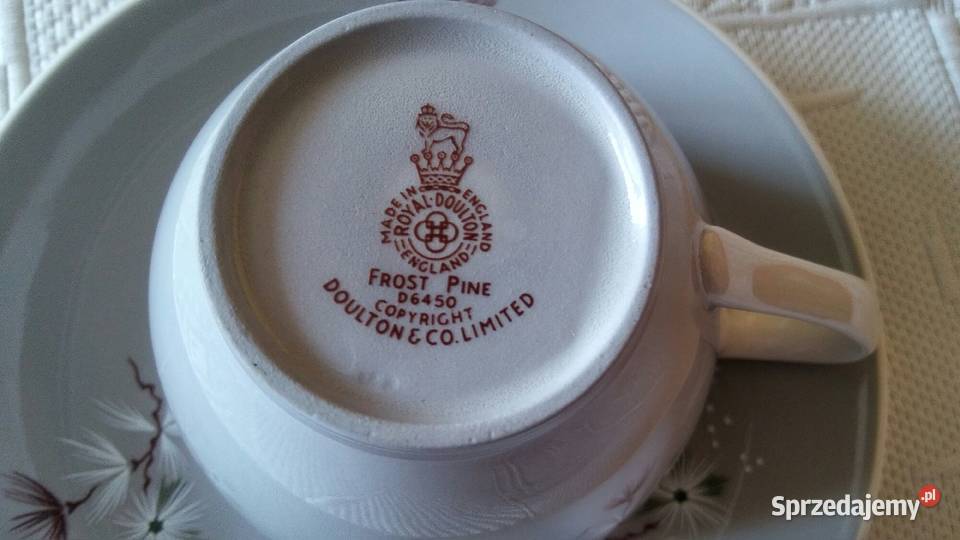 MADE IN ENGLAND
ROYAL·DOULTON
ENGLAND
FROST PINE
D6450
COPYRIGHT
DOULTON & CO. LIMITED
Sprzedajemy.pl